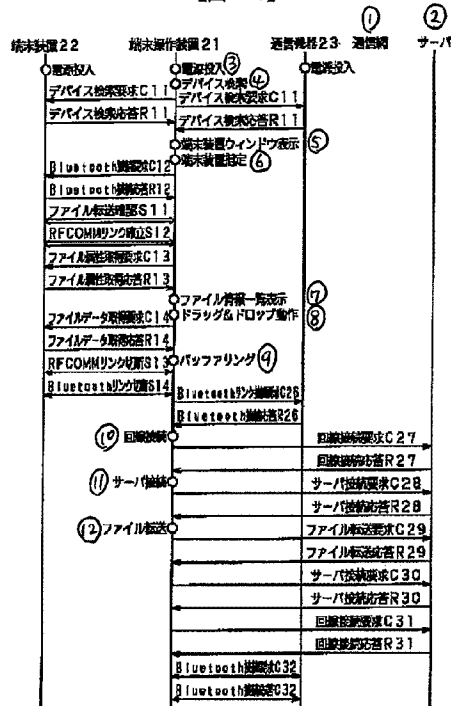 ① ②
端末装置22 端末操作装置21 通信機器23 通信網 サーバ
電源投入 電源投入③ 電源投入
デバイス検索④
デバイス検索要求C11 デバイス検索要求C11
デバイス検索応答R11 デバイス検索応答R11
端末装置ウィンドウ表示⑤
端末装置指定⑥
Bluetooth接続要求C12
Bluetooth接続応答R12
ファイル転送確認S11
RFCOMMリンク確立S12
ファイル属性取得要求C13
ファイル属性取得応答R13
ファイル情報一覧表示⑦
ドラッグ&ドロップ動作⑧
ファイルデータ取得要求C14
ファイルデータ取得応答R14
RFCOMMリンク切断S13 バッファリング⑨
Bluetoothリンク切断S14
Bluetoothリンク C26
Bluetooth接続応答R26
⑩回線接続 回線接続要求C27
回線接続応答R27
⑪サーバ接続 サーバ接続要求C28
サーバ接続応答R28
⑫ファイル転送 ファイル転送要求C29
ファイル転送応答R29
サーバ接続要求C30
サーバ接続応答R30
回線接続要求C31
回線接続応答R31
Bluetooth接続要求C32
Bluetooth接続応答C32